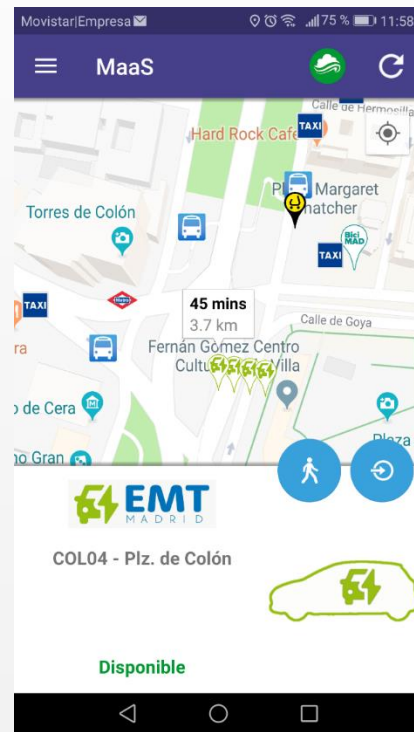 Movistar|Empresa
75 %
11:58
MaaS
Calle de Hermosilla
TAXI
Hard Rock Cafe
Margaret
Torres de Colón
Bici
MAD
TAXI
TAXI
Metro
45 mins
3.7 km
Calle de Goya
ra
Fernán Gómez Centro
Villa
o de Cera
Plaza
no Gran
EMT
MADRID
COL04 - Plz. de Colón
Disponible